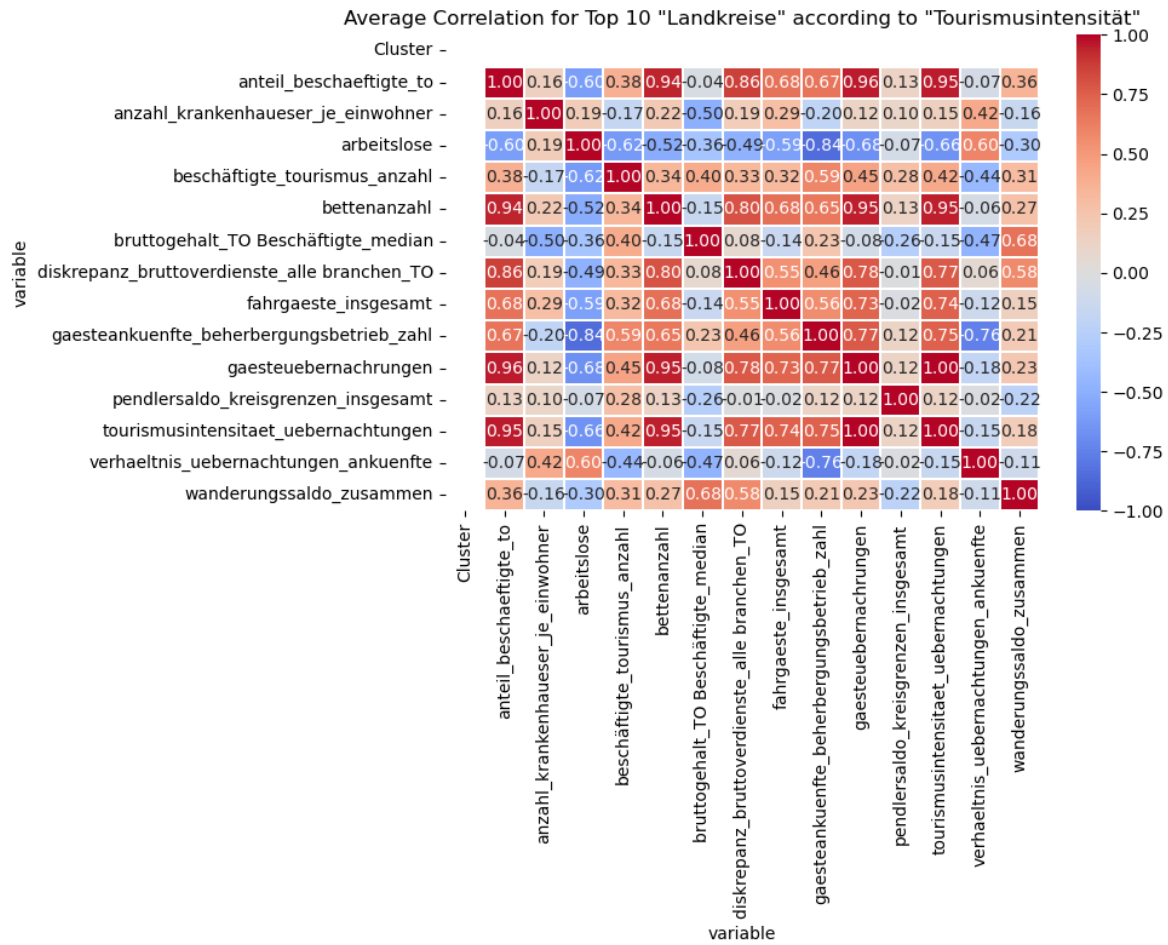 Average Correlation for Top 10 "Landkreise" according to "Tourismusintensität"
variable
Cluster
anteil_beschaeftigte_to 1.00 0.16 -0.60 0.38 0.94 -0.04 0.86 0.68 0.67 0.96 0.13 0.95 -0.07 0.36
anzahl_krankenhaueser_je_einwohner 0.16 1.00 0.19 -0.17 0.22 -0.50 0.19 0.29 -0.20 0.12 0.10 0.15 0.42 -0.16
arbeitslose -0.60 0.19 1.00 -0.62 -0.52 -0.36 -0.49 -0.59 -0.84 -0.68 -0.07 -0.66 0.60 -0.30
beschäftigte_tourismus_anzahl 0.38 -0.17 -0.62 1.00 0.34 0.40 0.33 0.32 0.59 0.45 0.28 0.42 -0.44 0.31
bettenanzahl 0.94 0.22 -0.52 0.34 1.00 -0.15 0.80 0.68 0.65 0.95 0.13 0.95 -0.06 0.27
bruttogehalt_TO Beschäftigte_median -0.04 -0.50 -0.36 0.40 -0.15 1.00 0.08 -0.14 0.23 -0.08 -0.26 -0.15 -0.47 0.68
diskrepanz_bruttoverdienste_alle branchen_TO 0.86 0.19 -0.49 0.33 0.80 0.08 1.00 0.55 0.46 0.78 -0.01 0.77 0.06 0.58
fahrgaeste_insgesamt 0.68 0.29 -0.59 0.32 0.68 -0.14 0.55 1.00 0.56 0.73 -0.02 0.74 -0.12 0.15
gaesteankuenfte_beherbergungsbetrieb_zahl 0.67 -0.20 -0.84 0.59 0.65 0.23 0.46 0.56 1.00 0.77 0.12 0.75 -0.76 0.21
gaesteuebernachrungen 0.96 0.12 -0.68 0.45 0.95 -0.08 0.78 0.73 0.77 1.00 0.12 1.00 -0.18 0.23
pendlersaldo_kreisgrenzen_insgesamt 0.13 0.10 -0.07 0.28 0.13 -0.26 -0.01 -0.02 0.12 0.12 1.00 0.12 -0.02 -0.22
tourismusintensitaet_uebernachtungen 0.95 0.15 -0.66 0.42 0.95 -0.15 0.77 0.74 0.75 1.00 0.12 1.00 -0.15 0.18
verhaeltnis_uebernachtungen_ankuenfte -0.07 0.42 0.60 -0.44 -0.06 -0.47 0.06 -0.12 -0.76 -0.18 -0.02 -0.15 1.00 -0.11
wanderungssaldo_zusammen 0.36 -0.16 -0.30 0.31 0.27 0.68 0.58 0.15 0.21 0.23 -0.22 0.18 -0.11 1.00
Cluster
anteil_beschaeftigte_to
anzahl_krankenhaueser_je_einwohner
arbeitslose
beschäftigte_tourismus_anzahl
bettenanzahl
bruttogehalt_TO Beschäftigte_median
diskrepanz_bruttoverdienste_alle branchen_TO
fahrgaeste_insgesamt
gaesteankuenfte_beherbergungsbetrieb_zahl
gaesteuebernachrungen
pendlersaldo_kreisgrenzen_insgesamt
tourismusintensitaet_uebernachtungen
verhaeltnis_uebernachtungen_ankuenfte
wanderungssaldo_zusammen
variable
1.00
0.75
0.50
0.25
0.00
−0.25
−0.50
−0.75
−1.00